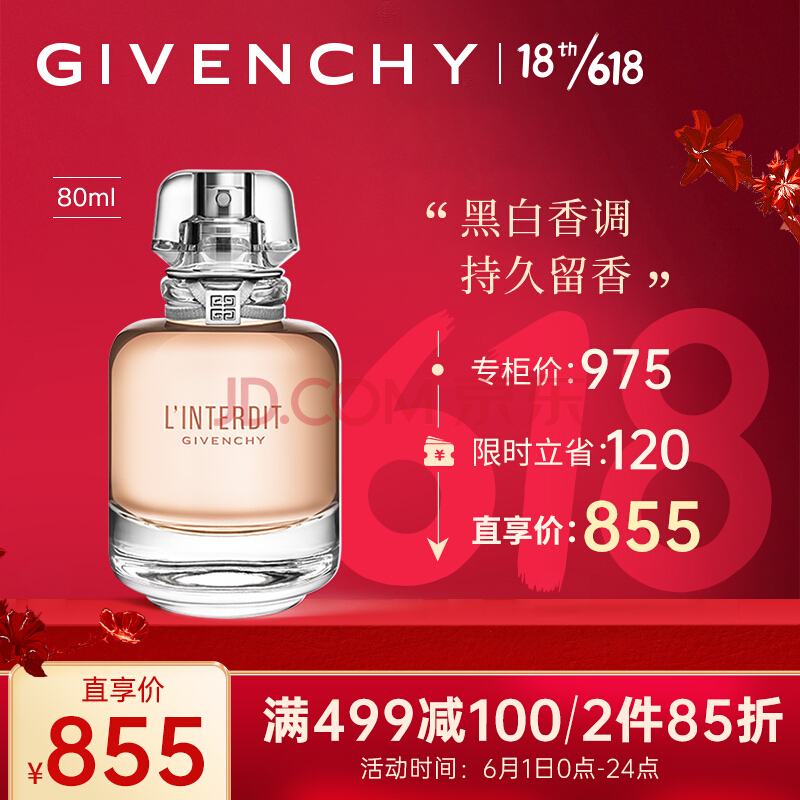 GIVENCHY | 18th/618
80ml
“ 黑白香调
持久留香 ”
618
专柜价:975
¥ 限时立省:120
直享价:855
L'INTERDIT
GIVENCHY
JD.COM 京东
直享价
¥855
满499减100/2件85折
活动时间：6月1日0点-24点